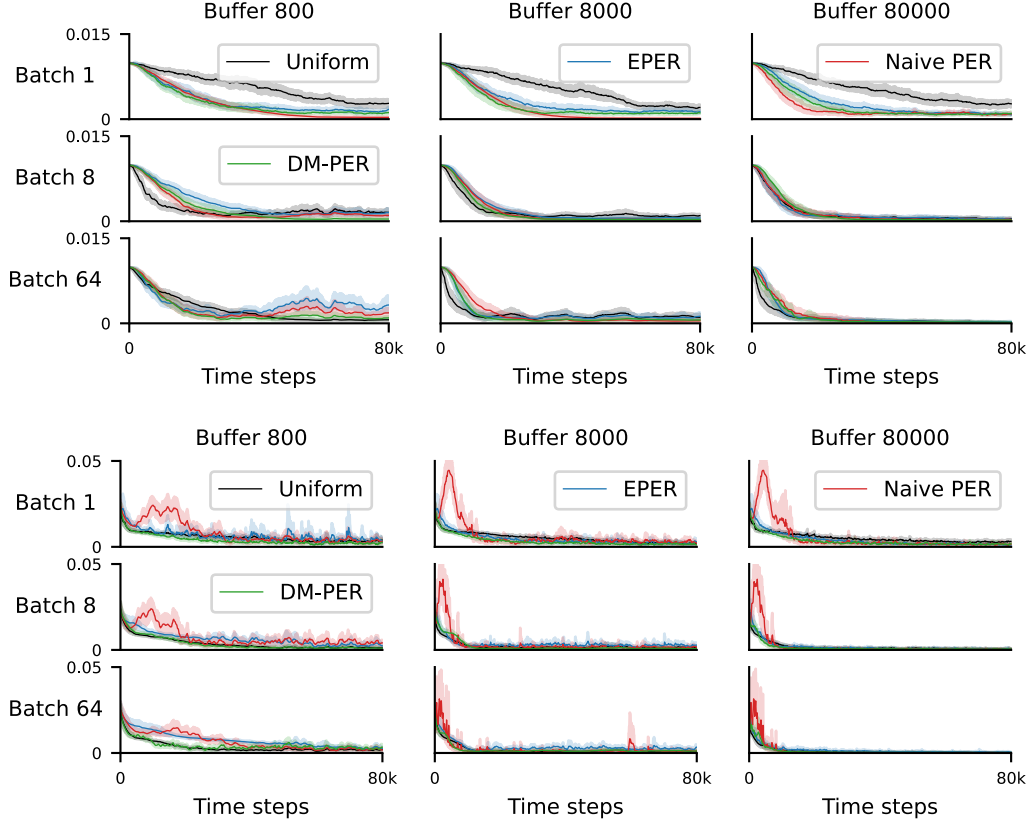 Buffer 800 Buffer 8000 Buffer 80000
0.015
Batch 1
Uniform EPER Naive PER
0
0.015
Batch 8
DM-PER
0
0.015
Batch 64
0
0 80k 0 80k 0 80k
Time steps Time steps Time steps
Buffer 800 Buffer 8000 Buffer 80000
0.05
Uniform EPER Naive PER
Batch 1
0
0.05
DM-PER
Batch 8
0
0.05
Batch 64
0
0 80k 0 80k 0 80k
Time steps Time steps Time steps